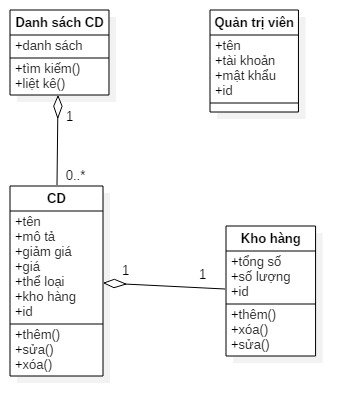 Danh sách CD
+danh sách
+tìm kiếm()
+liệt kê()
Quản trị viên
+tên
+tài khoản
+mật khẩu
+id
1
0..*
CD
+tên
+mô tả
+giảm giá
+giá
+thể loại
+kho hàng
+id
+thêm()
+sửa()
+xóa()
1
1
Kho hàng
+tổng số
+số lượng
+id
+thêm()
+xóa()
+sửa()